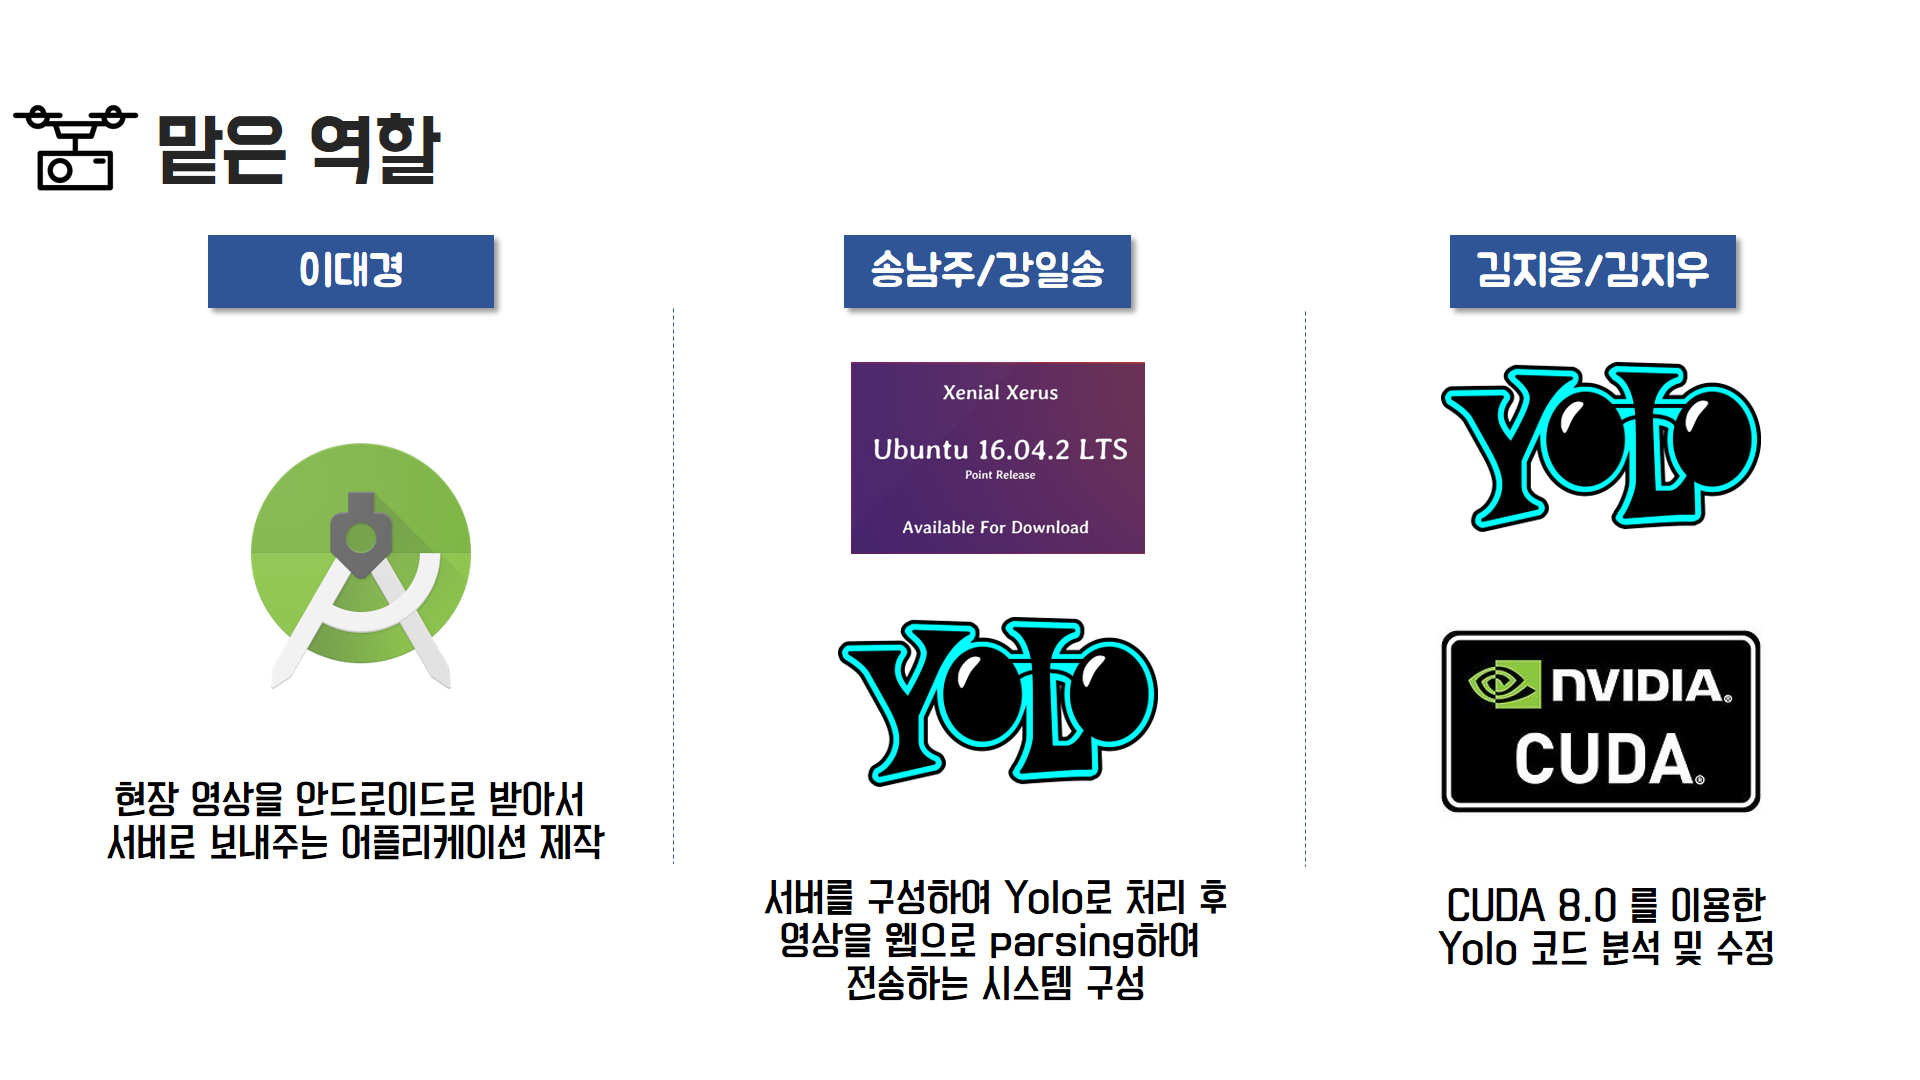 맡은 역할
이대경
현장 영상을 안드로이드로 받아서
서버로 보내주는 어플리케이션 제작
송남주/강일송
Xenial Xerus
Ubuntu 16.04.2 LTS
Point Release
Available For Download
YOLO
서버를 구성하여 Yolo로 처리 후
영상을 웹으로 parsing하여
전송하는 시스템 구성
김지웅/김지우
YOLO
NVIDIA®
CUDA®
CUDA 8.0 를 이용한
Yolo 코드 분석 및 수정